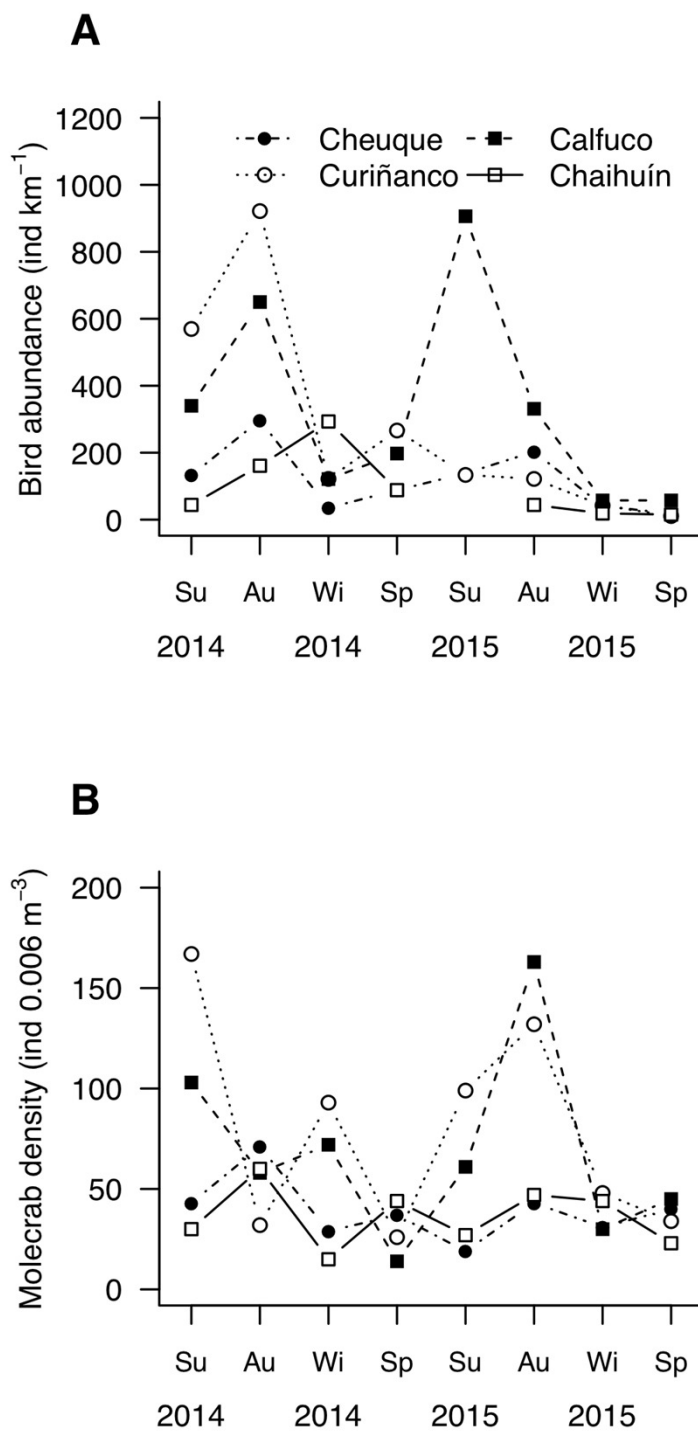 A
Bird abundance (ind km⁻¹)
1200
1000
800
600
400
200
0
Cheuque
Calfuco
Curiñanco
Chaihuín
Su Au Wi Sp Su Au Wi Sp
2014 2014 2015 2015
B
Molecrab density (ind 0.006 m⁻³)
200
150
100
50
0
Su Au Wi Sp Su Au Wi Sp
2014 2014 2015 2015